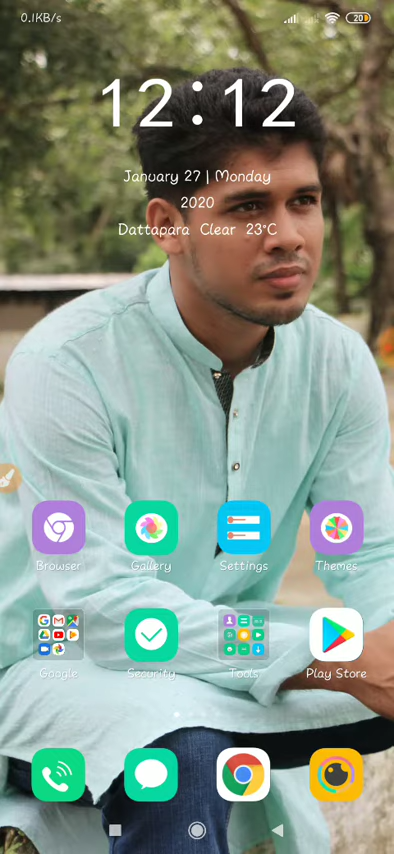 0.1KB/s
20
12:12
January 27 | Monday
2020
Dattapara Clear 23°C
Browser
Gallery
Settings
Themes
Google
Security
Tools
Play Store